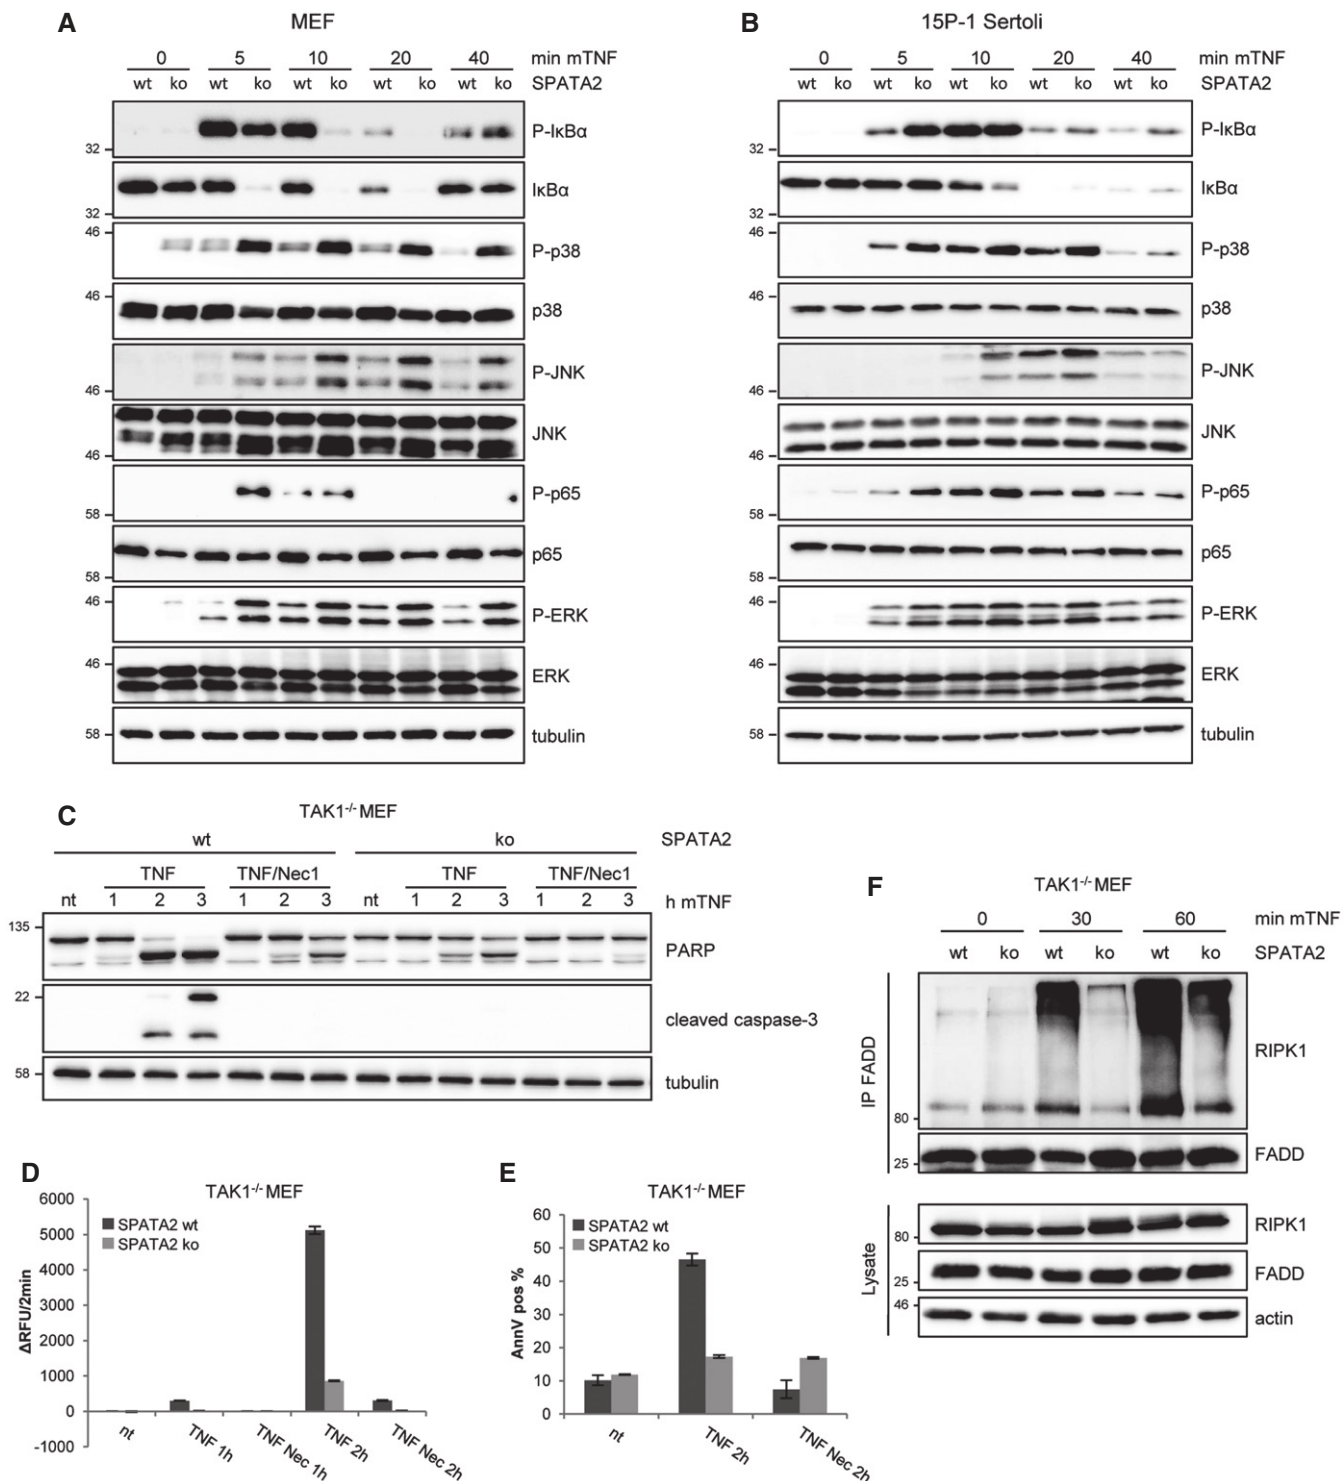 A
MEF
0 5 10 20 40 min mTNF
wt ko wt ko wt ko wt ko wt ko SPATA2
P-IκBα
32
IκBα
32
46
P-p38
46
p38
P-JNK
46
JNK
46
P-p65
58
p65
58
46
P-ERK
46
ERK
58
tubulin
B
15P-1 Sertoli
0 5 10 20 40 min mTNF
wt ko wt ko wt ko wt ko wt ko SPATA2
P-IκBα
32
IκBα
32
46
P-p38
46
p38
P-JNK
46
JNK
46
P-p65
58
p65
58
46
P-ERK
46
ERK
58
tubulin
C
TAK1-/- MEF
wt ko SPATA2
TNF TNF/Nec1 TNF TNF/Nec1
nt 1 2 3 1 2 3 nt 1 2 3 1 2 3 h mTNF
135
PARP
22
cleaved caspase-3
58
tubulin
D
TAK1-/- MEF
SPATA2 wt
SPATA2 ko
ΔRFU/2min
6000
5000
4000
3000
2000
1000
0
-1000
nt TNF 1h TNF Nec 1h TNF 2h TNF Nec 2h
E
TAK1-/- MEF
SPATA2 wt
SPATA2 ko
AnnV pos %
60
50
40
30
20
10
0
nt TNF 2h TNF Nec 2h
F
TAK1-/- MEF
0 30 60 min mTNF
wt ko wt ko wt ko SPATA2
IP FADD
RIPK1
80
25
FADD
Lysate
RIPK1
80
FADD
25
46
actin